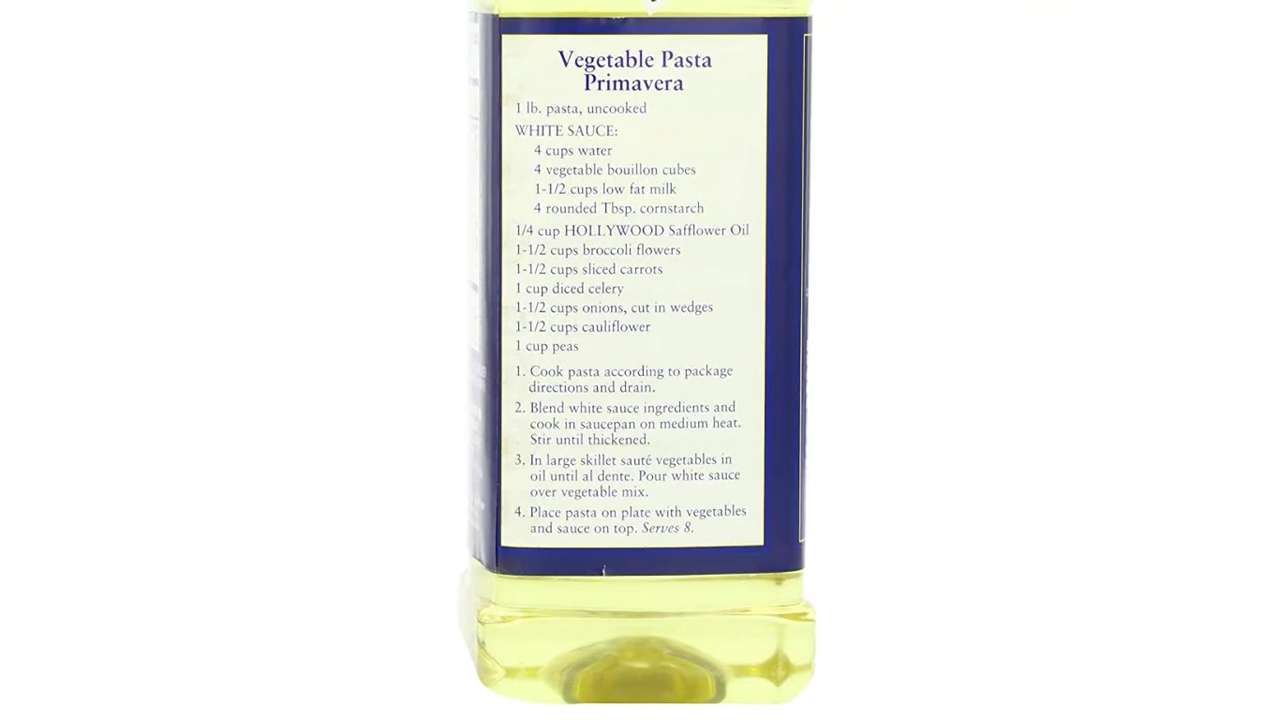 Vegetable Pasta
Primavera
1 lb. pasta, uncooked
WHITE SAUCE:
4 cups water
4 vegetable bouillon cubes
1-1/2 cups low fat milk
4 rounded Tbsp. cornstarch
1/4 cup HOLLYWOOD Safflower Oil
1-1/2 cups broccoli flowers
1-1/2 cups sliced carrots
1 cup diced celery
1-1/2 cups onions, cut in wedges
1-1/2 cups cauliflower
1 cup peas
1. Cook pasta according to package
directions and drain.
2. Blend white sauce ingredients and
cook in saucepan on medium heat.
Stir until thickened.
3. In large skillet sauté vegetables in
oil until al dente. Pour white sauce
over vegetable mix.
4. Place pasta on plate with vegetables
and sauce on top. Serves 8.